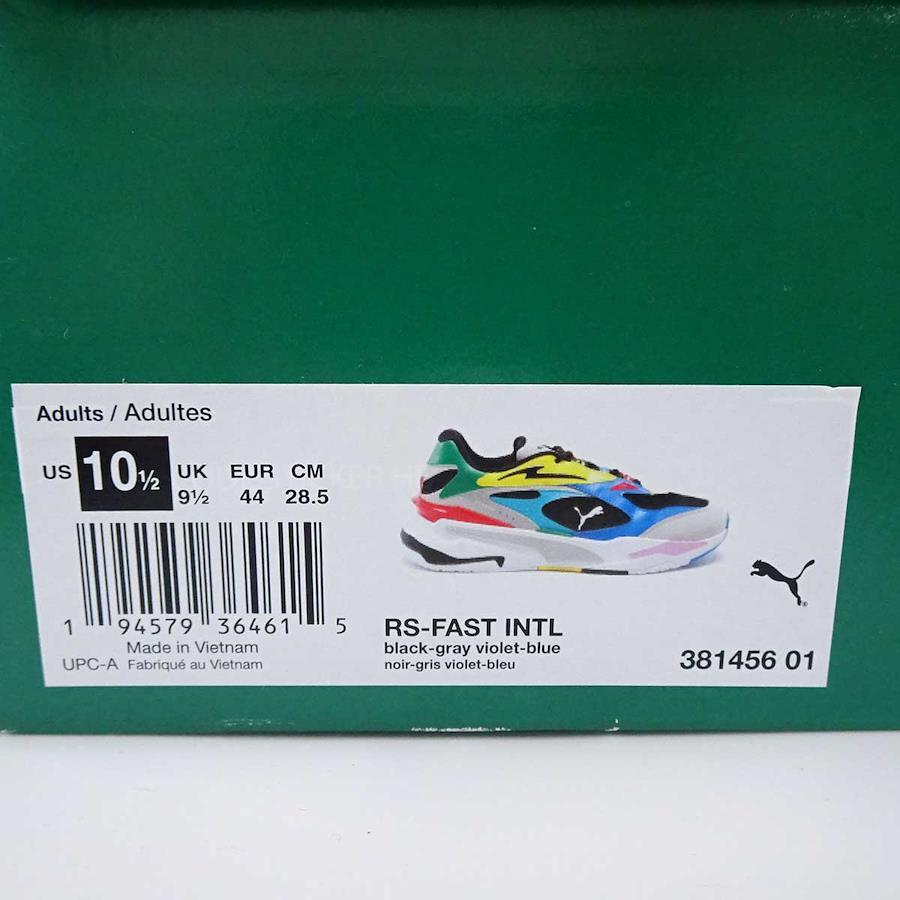 Adults / Adultes
US 10½ UK 9½ EUR 44 CM 28.5
1 94579 36461 5
Made in Vietnam
UPC-A Fabriqué au Vietnam
RS-FAST INTL
black-gray violet-blue
noir-gris violet-bleu
381456 01